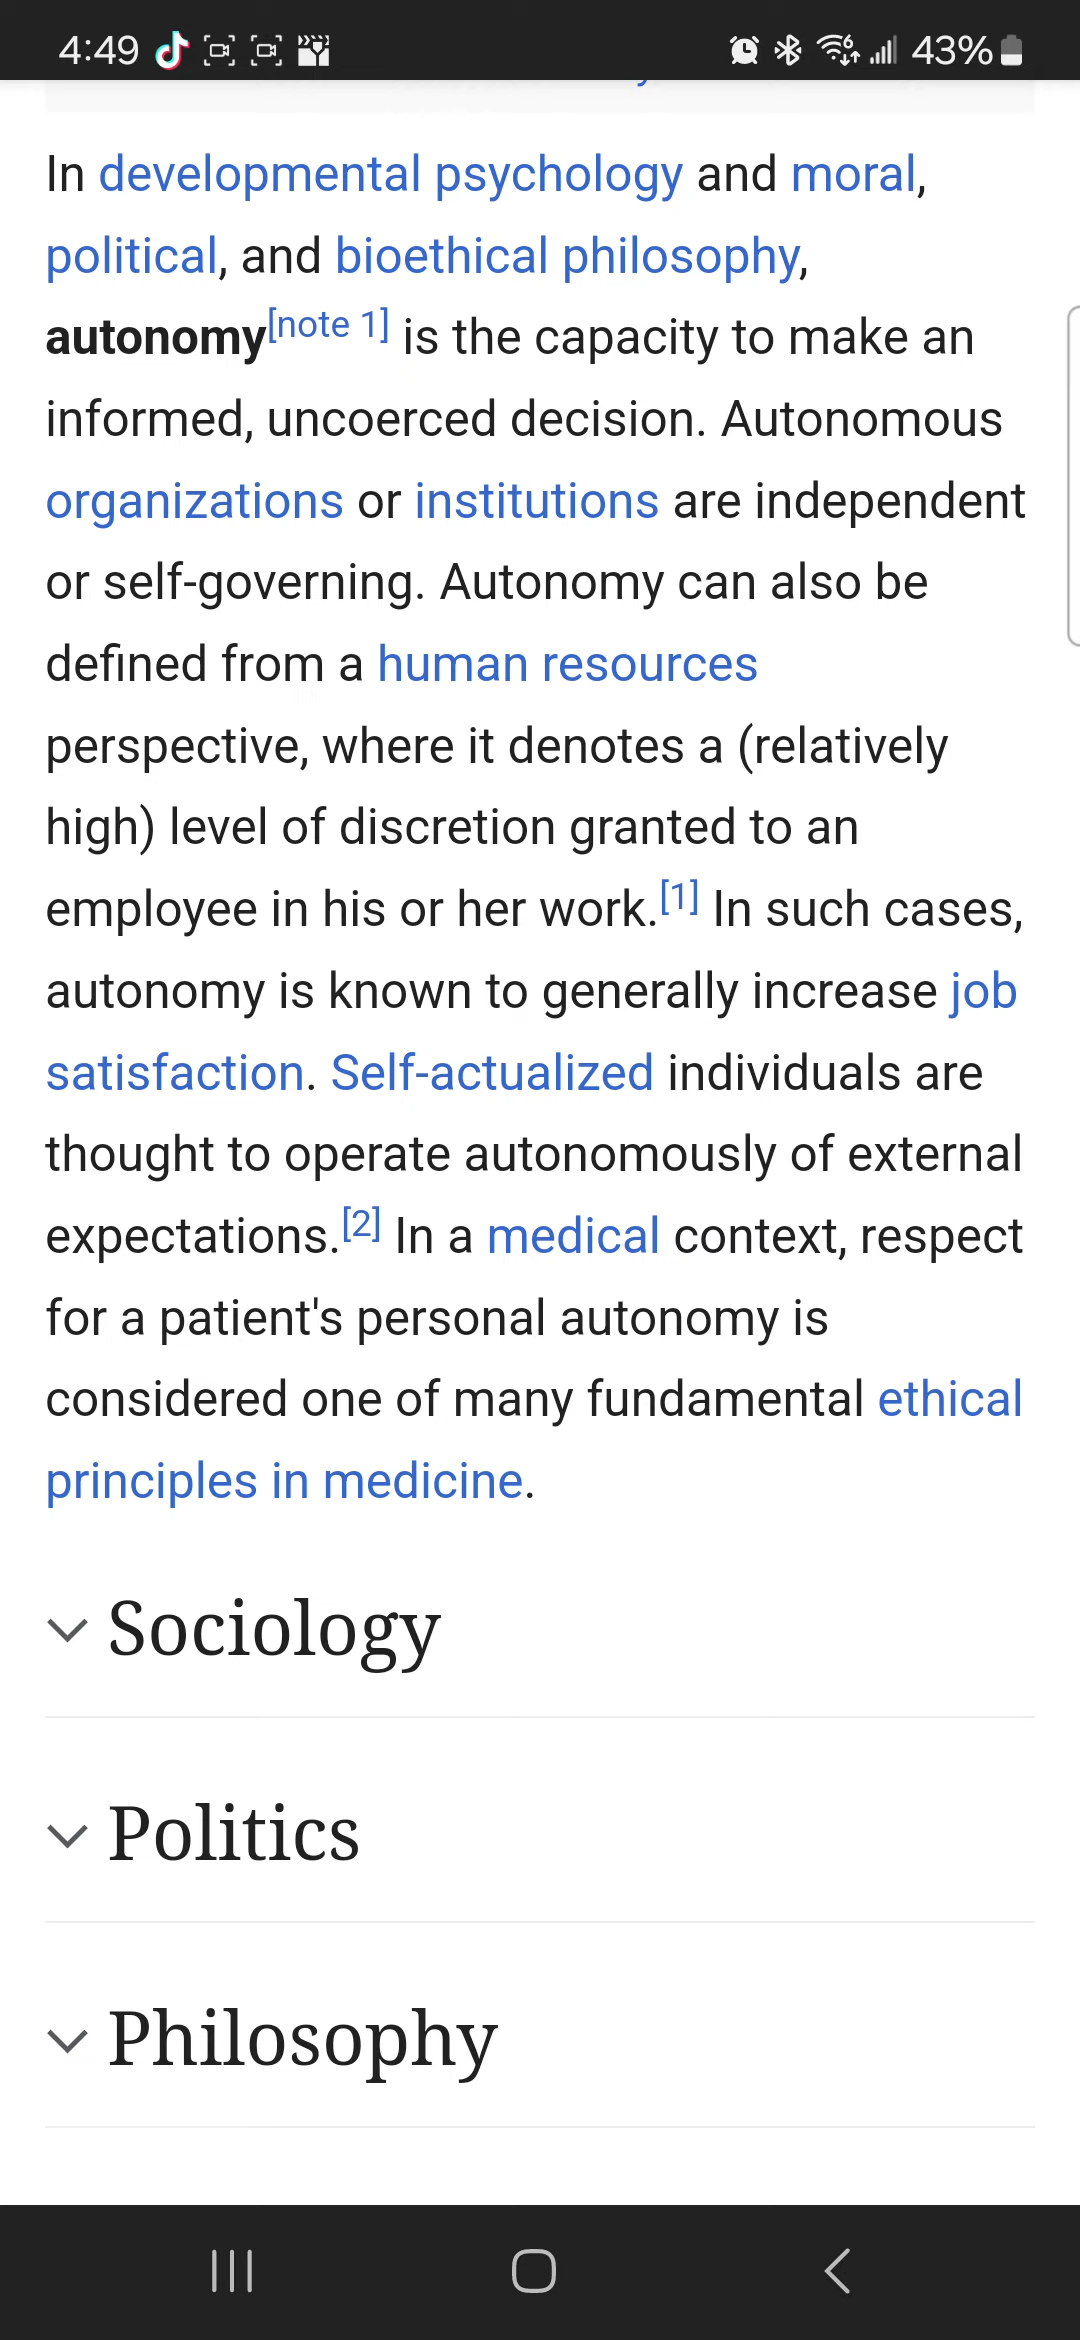 4:49
6
43%
In developmental psychology and moral,
political, and bioethical philosophy,
autonomy[note 1] is the capacity to make an
informed, uncoerced decision. Autonomous
organizations or institutions are independent
or self-governing. Autonomy can also be
defined from a human resources
perspective, where it denotes a (relatively
high) level of discretion granted to an
employee in his or her work.[1] In such cases,
autonomy is known to generally increase job
satisfaction. Self-actualized individuals are
thought to operate autonomously of external
expectations.[2] In a medical context, respect
for a patient's personal autonomy is
considered one of many fundamental ethical
principles in medicine.
Sociology
Politics
Philosophy